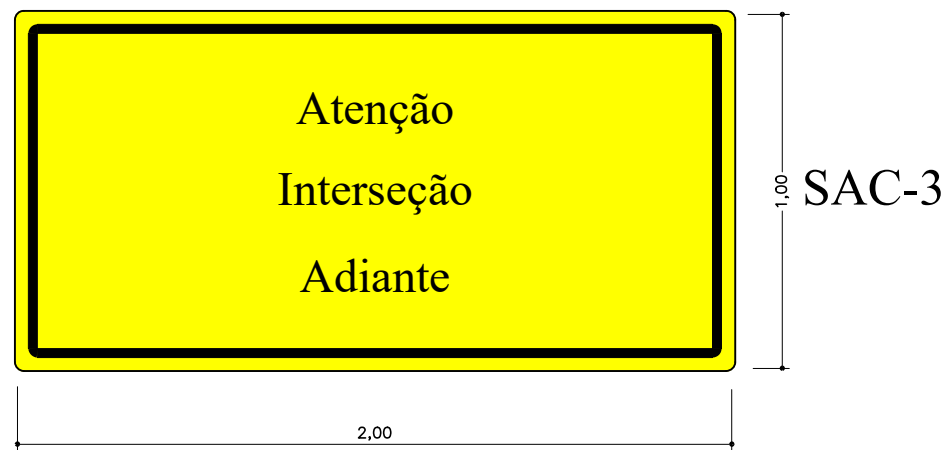 Atenção
Interseção
Adiante
1,00
SAC-3
2,00